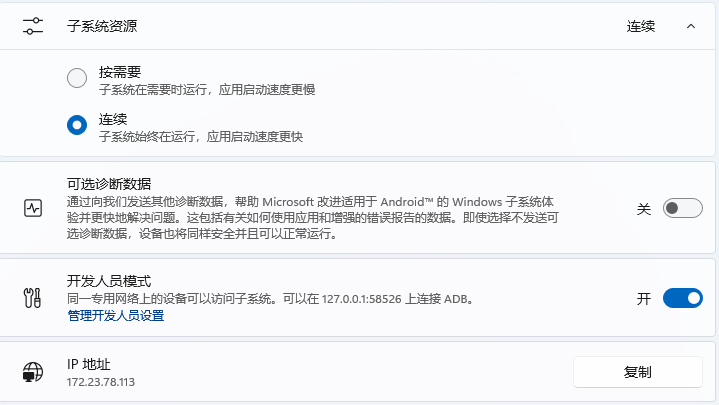 子系统资源
连续
按需要
子系统在需要时运行，应用启动速度更慢
连续
子系统始终在运行，应用启动速度更快
可选诊断数据
通过向我们发送其他诊断数据，帮助 Microsoft 改进适用于 Android™ 的 Windows 子系统体
验并更快地解决问题。这包括有关如何使用应用和增强的错误报告的数据。即使选择不发送可
选诊断数据，设备也将同样安全并且可以正常运行。
关
开发人员模式
同一专用网络上的设备可以访问子系统。可以在 127.0.0.1:58526 上连接 ADB。
管理开发人员设置
开
IP 地址
172.23.78.113
复制